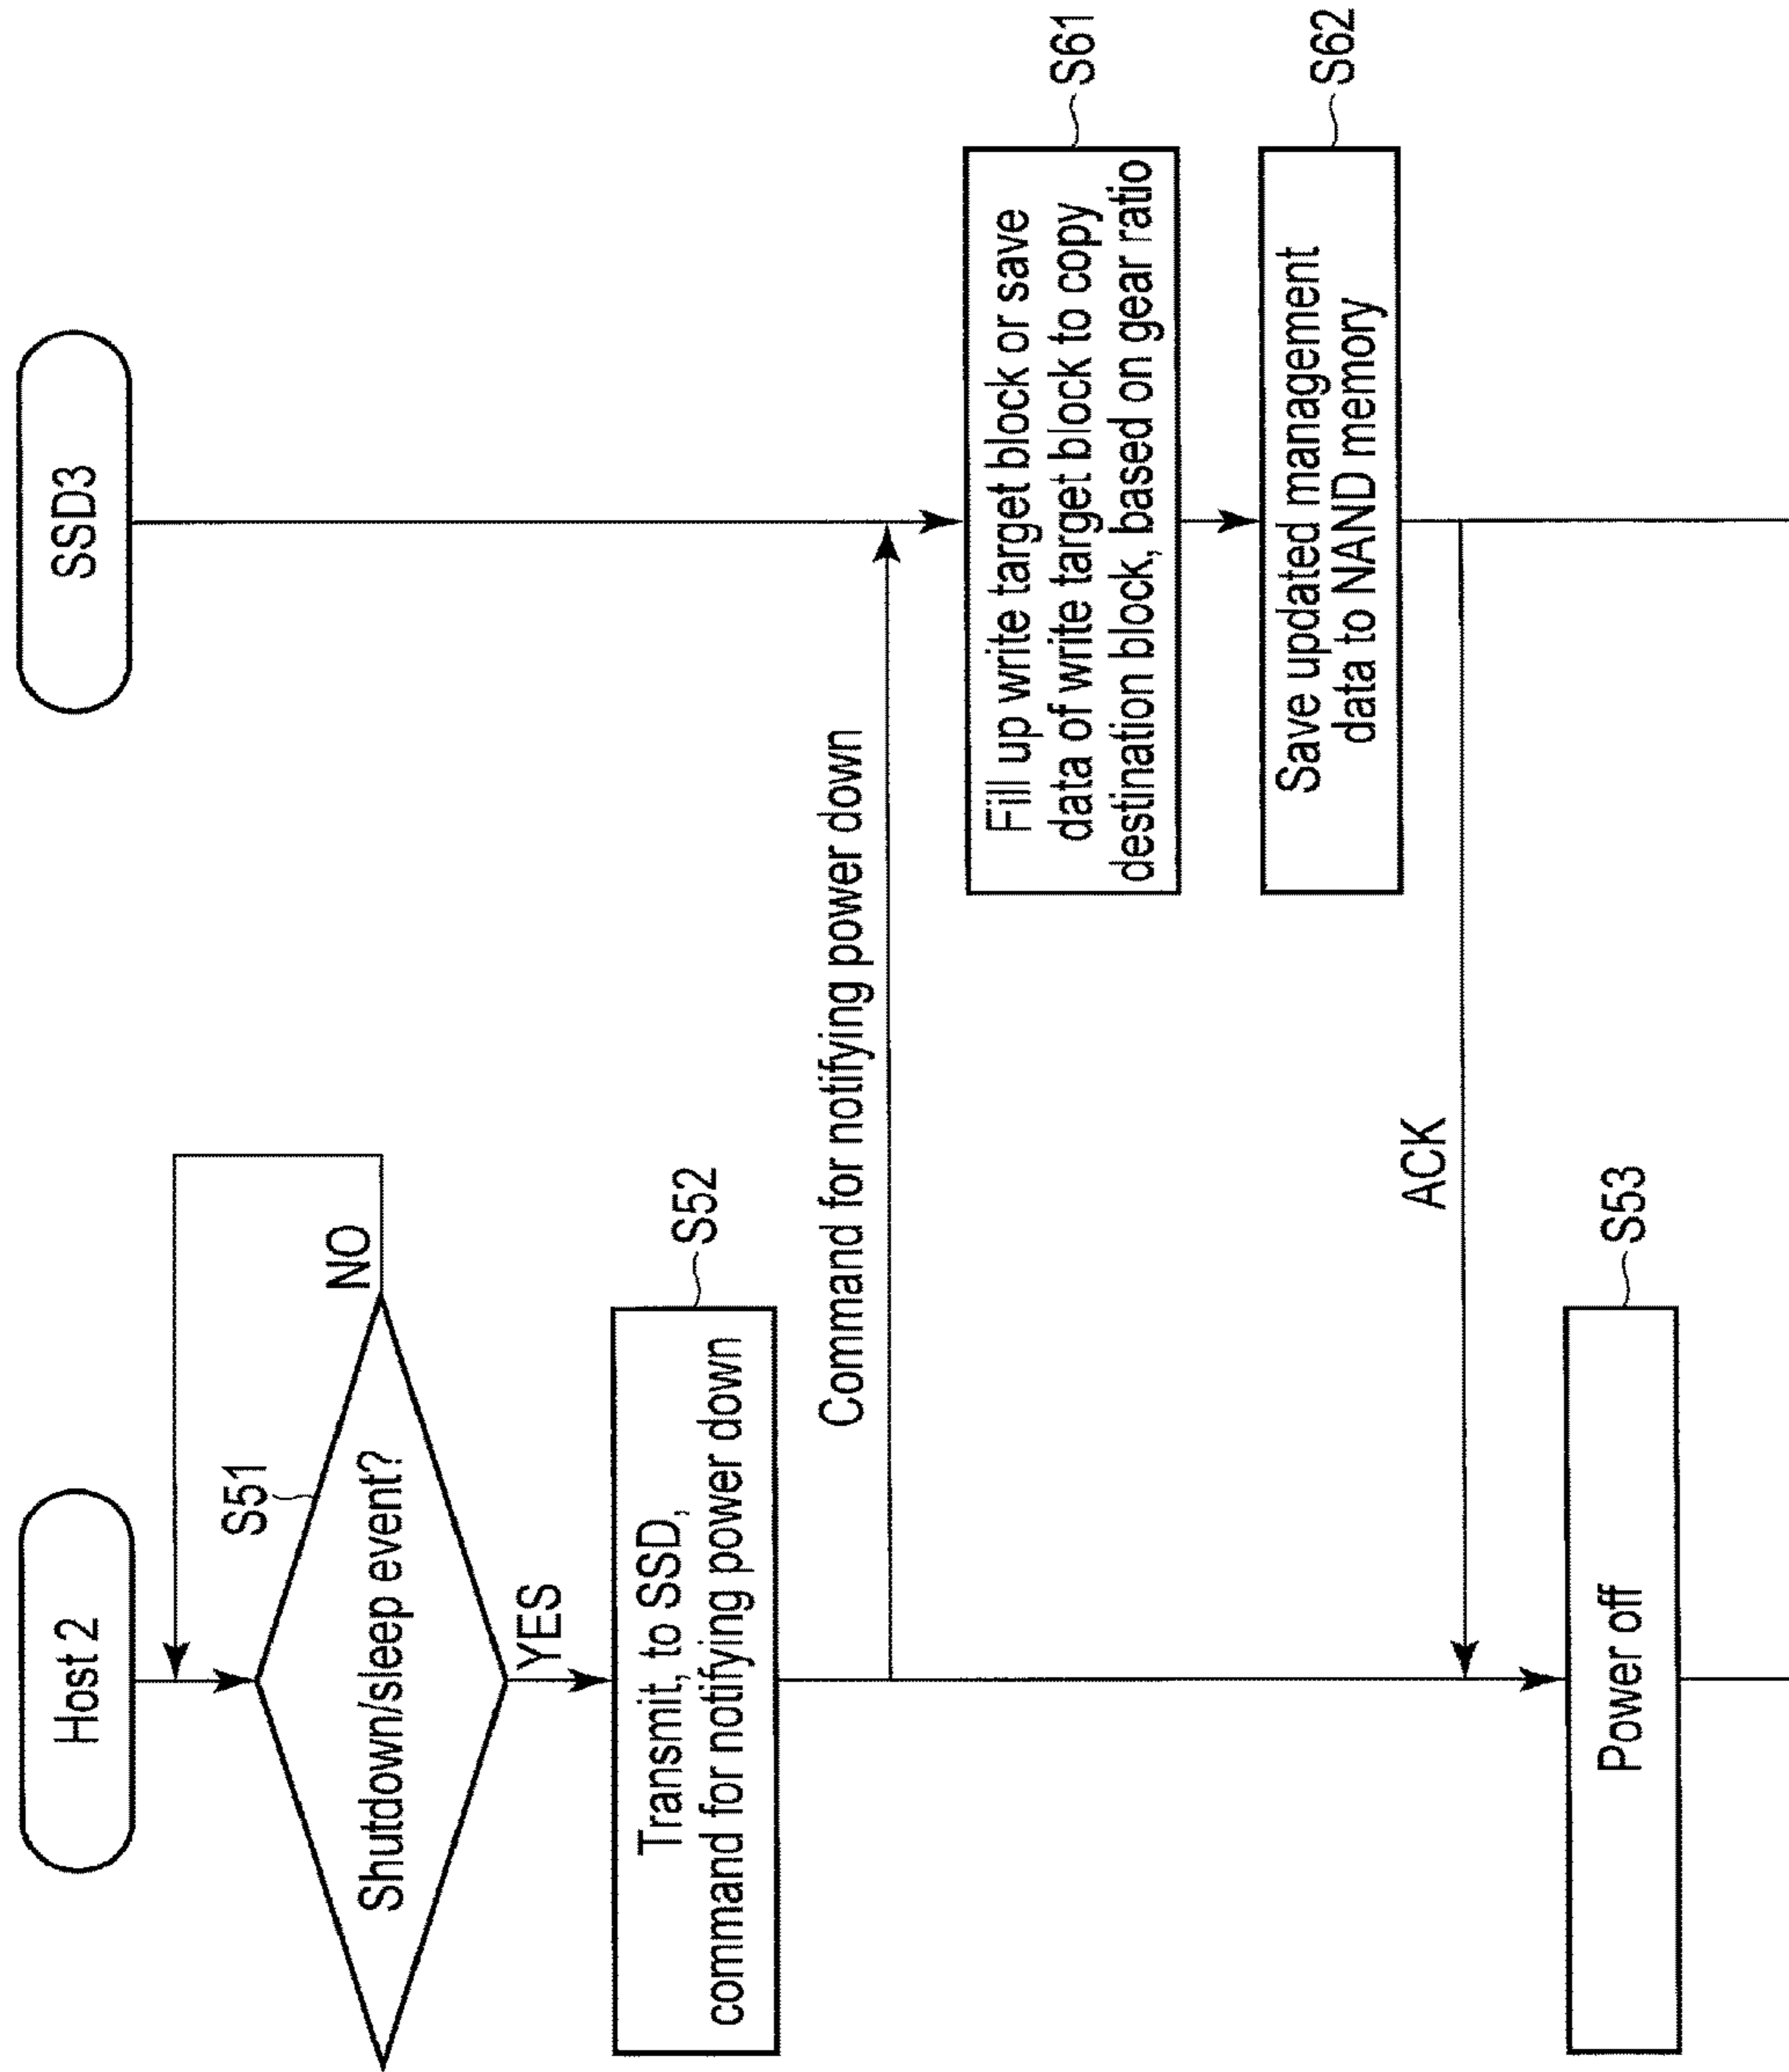 Host 2
SSD3
S51
Shutdown/sleep event?
NO
YES
S52
Transmit, to SSD,
command for notifying power down
Command for notifying power down
Fill up write target block or save
data of write target block to copy
destination block, based on gear ratio
S61
Save updated management
data to NAND memory
S62
ACK
S53
Power off